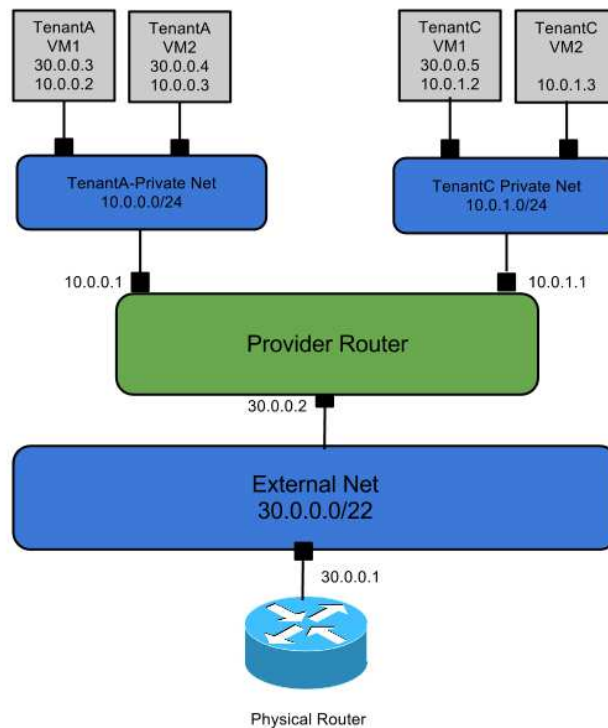 TenantA
VM1
30.0.0.3
10.0.0.2
TenantA
VM2
30.0.0.4
10.0.0.3
TenantC
VM1
30.0.0.5
10.0.1.2
TenantC
VM2
10.0.1.3
TenantA-Private Net
10.0.0.0/24
TenantC Private Net
10.0.1.0/24
10.0.0.1
10.0.1.1
Provider Router
30.0.0.2
External Net
30.0.0.0/22
30.0.0.1
Physical Router